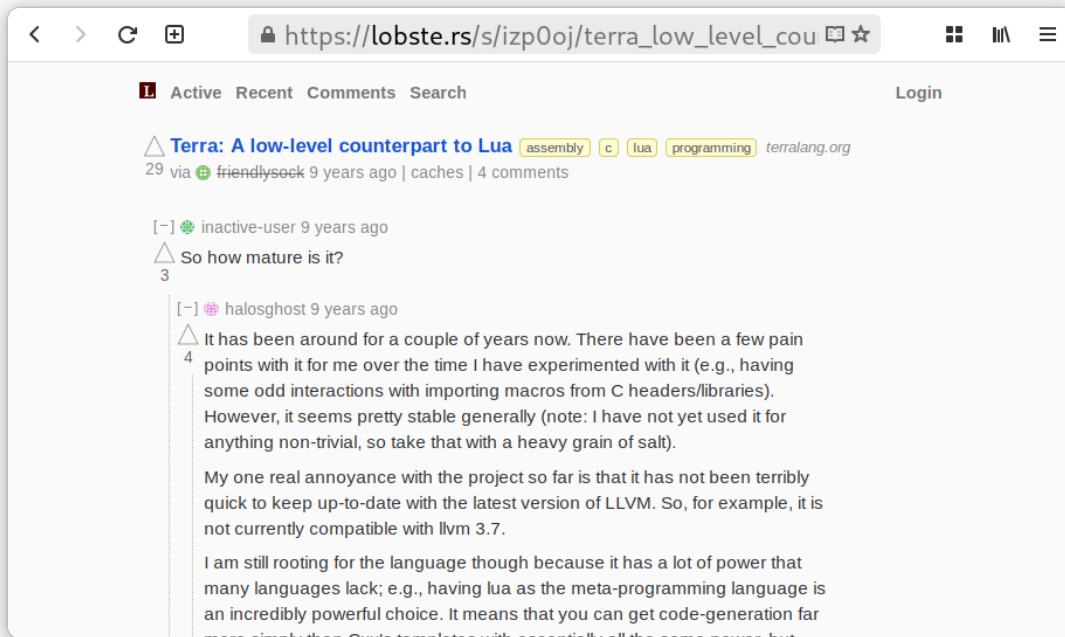 https://lobste.rs/s/izp0oj/terra_low_level_cou
L Active Recent Comments Search Login
Terra: A low-level counterpart to Lua assembly c lua programming terralang.org
29 via friendlysock 9 years ago | caches | 4 comments
[-] inactive-user 9 years ago
So how mature is it?
3
[-] halosghost 9 years ago
It has been around for a couple of years now. There have been a few pain
4 points with it for me over the time I have experimented with it (e.g., having
some odd interactions with importing macros from C headers/libraries).
However, it seems pretty stable generally (note: I have not yet used it for
anything non-trivial, so take that with a heavy grain of salt).
My one real annoyance with the project so far is that it has not been terribly
quick to keep up-to-date with the latest version of LLVM. So, for example, it is
not currently compatible with llvm 3.7.
I am still rooting for the language though because it has a lot of power that
many languages lack; e.g., having lua as the meta-programming language is
an incredibly powerful choice. It means that you can get code-generation far